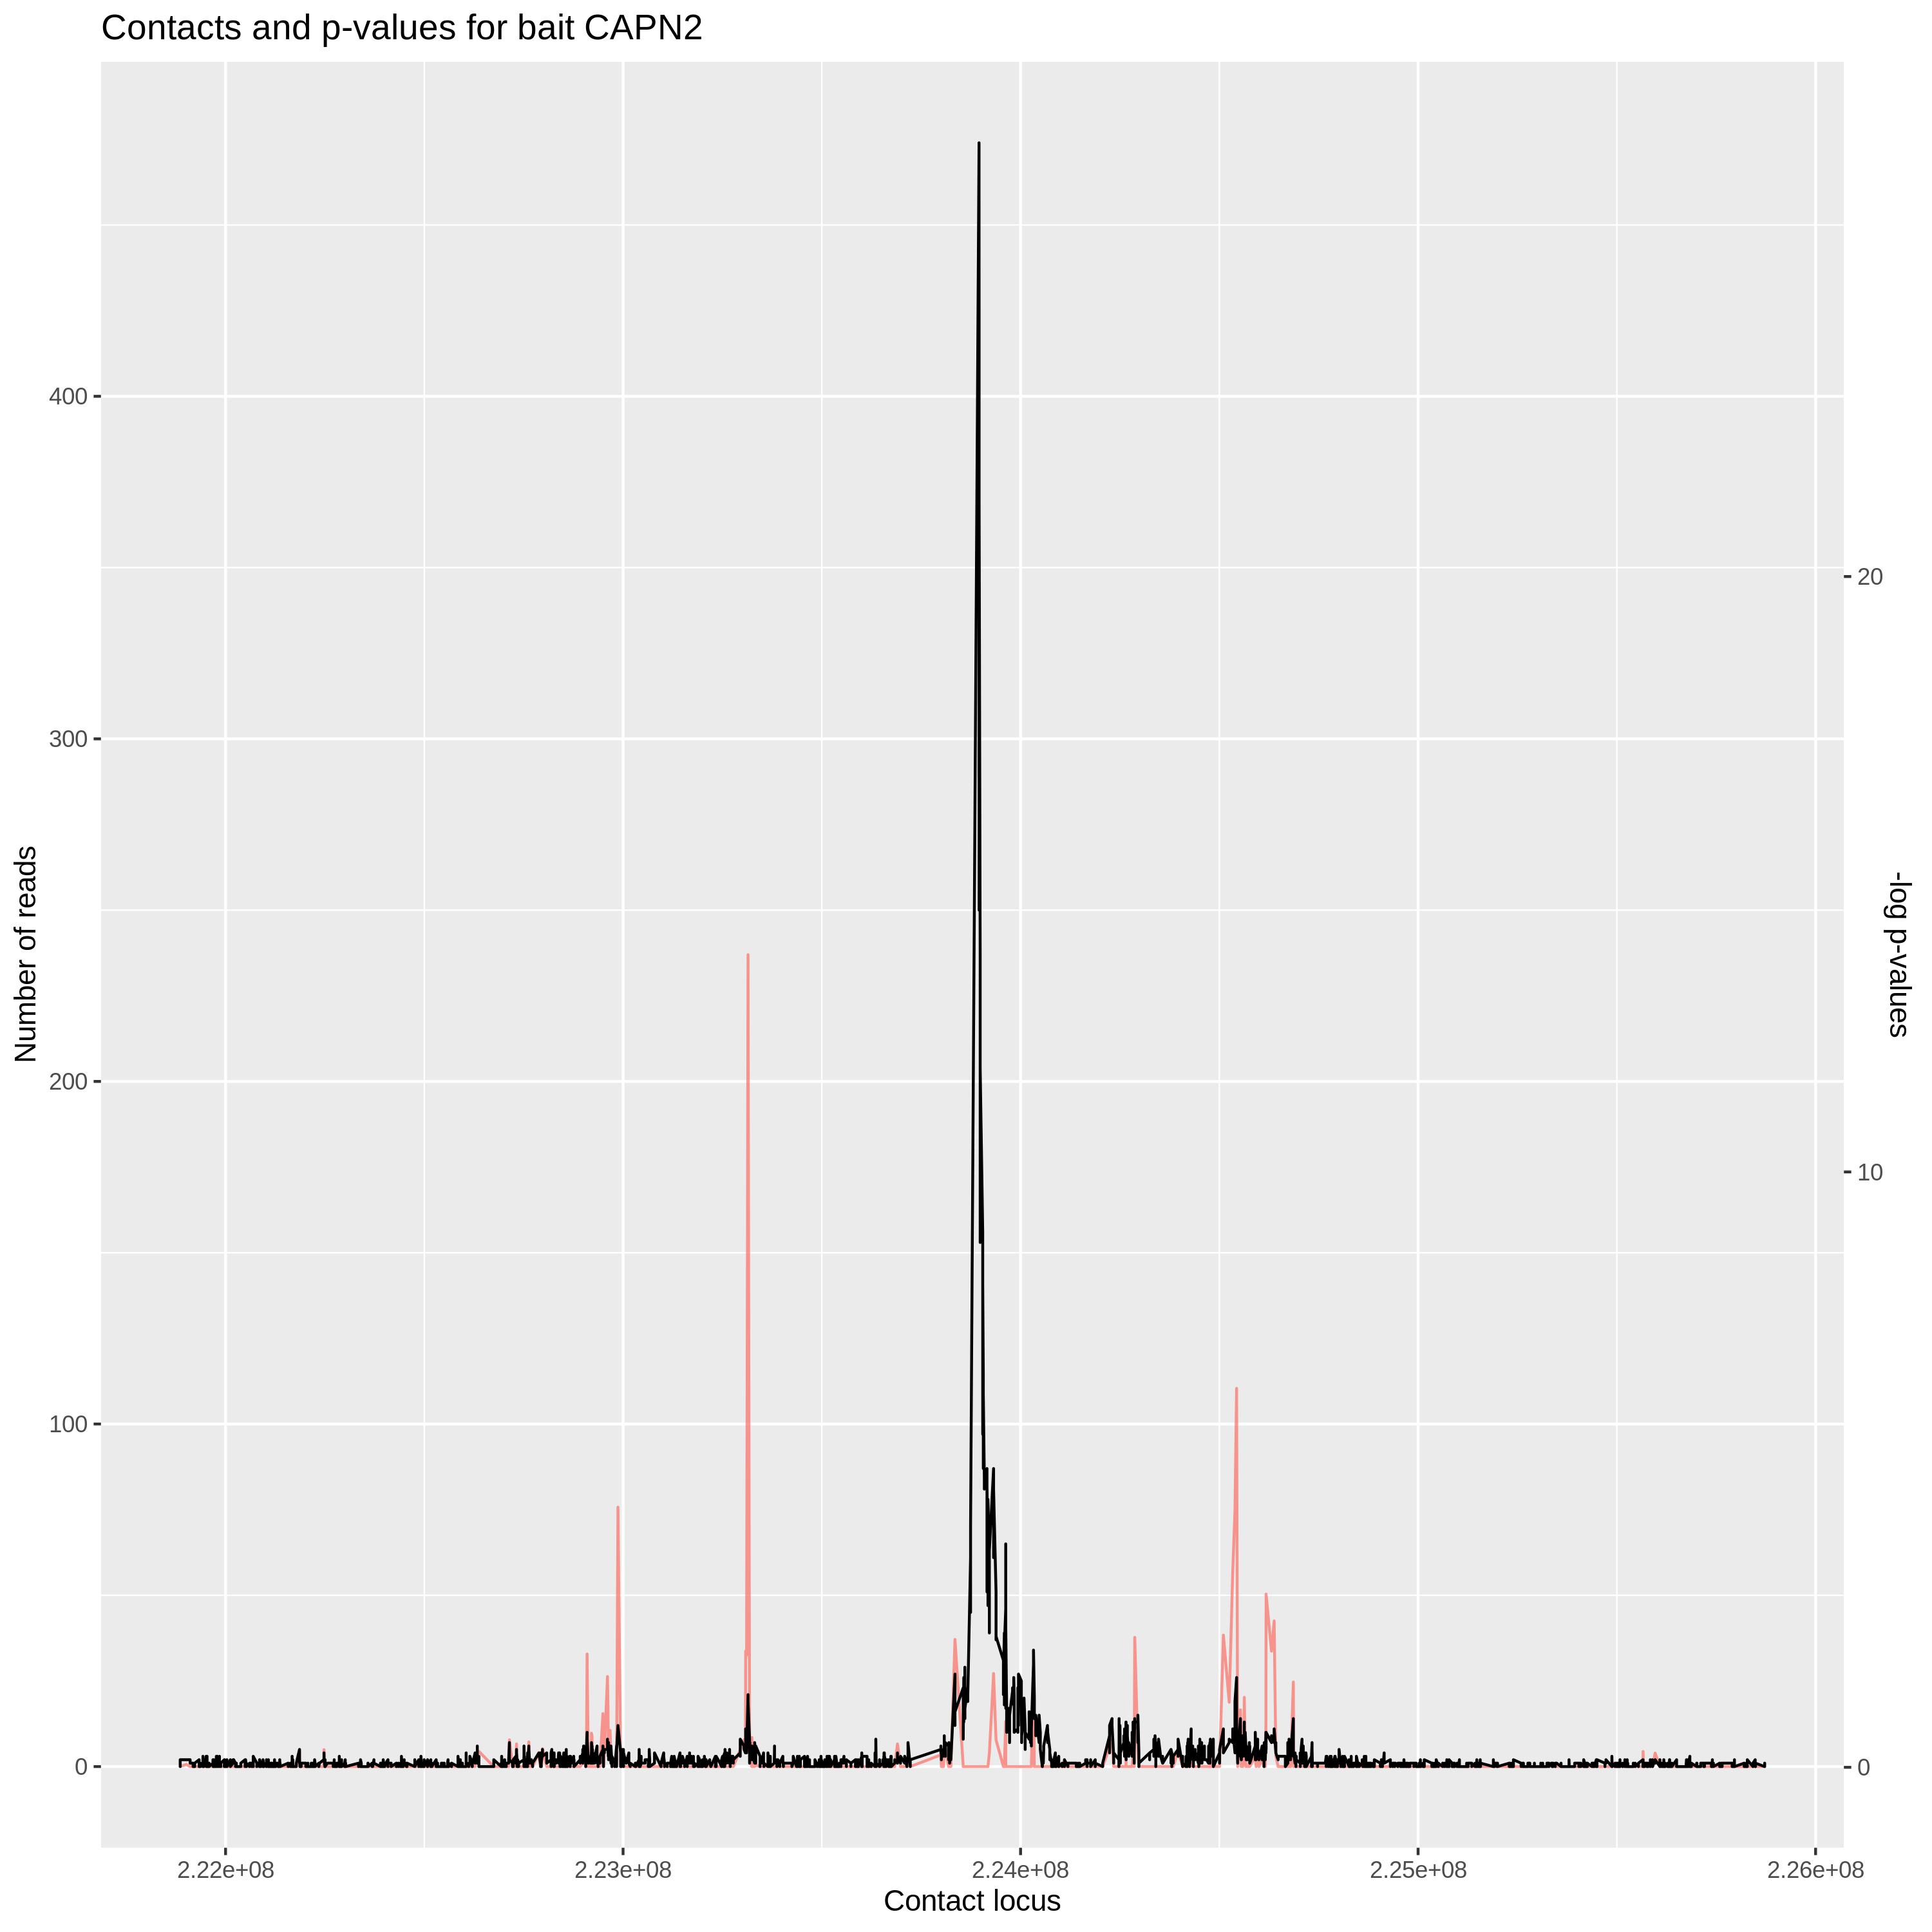 Contacts and p-values for bait CAPN2
400
300
200
100
0
Number of reads
20
10
0
-log p-values
2.22e+08
2.23e+08
2.24e+08
2.25e+08
2.26e+08
Contact locus